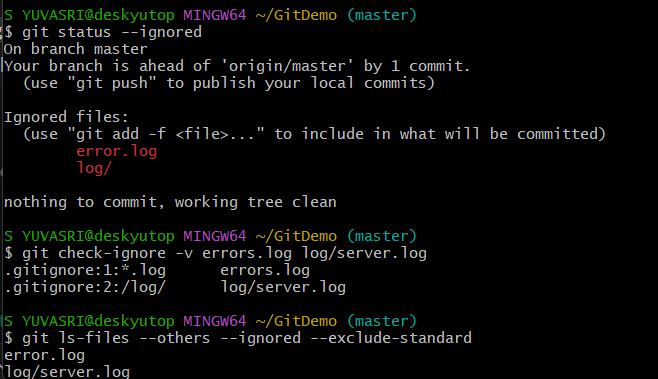 S YUVASRI@deskyutop MINGW64 ~/GitDemo (master)
$ git status --ignored
On branch master
Your branch is ahead of 'origin/master' by 1 commit.
  (use "git push" to publish your local commits)

Ignored files:
  (use "git add -f <file>..." to include in what will be committed)
        error.log
        log/

nothing to commit, working tree clean

S YUVASRI@deskyutop MINGW64 ~/GitDemo (master)
$ git check-ignore -v errors.log log/server.log
.gitignore:1:*.log      errors.log
.gitignore:2:/log/      log/server.log

S YUVASRI@deskyutop MINGW64 ~/GitDemo (master)
$ git ls-files --others --ignored --exclude-standard
error.log
log/server.log